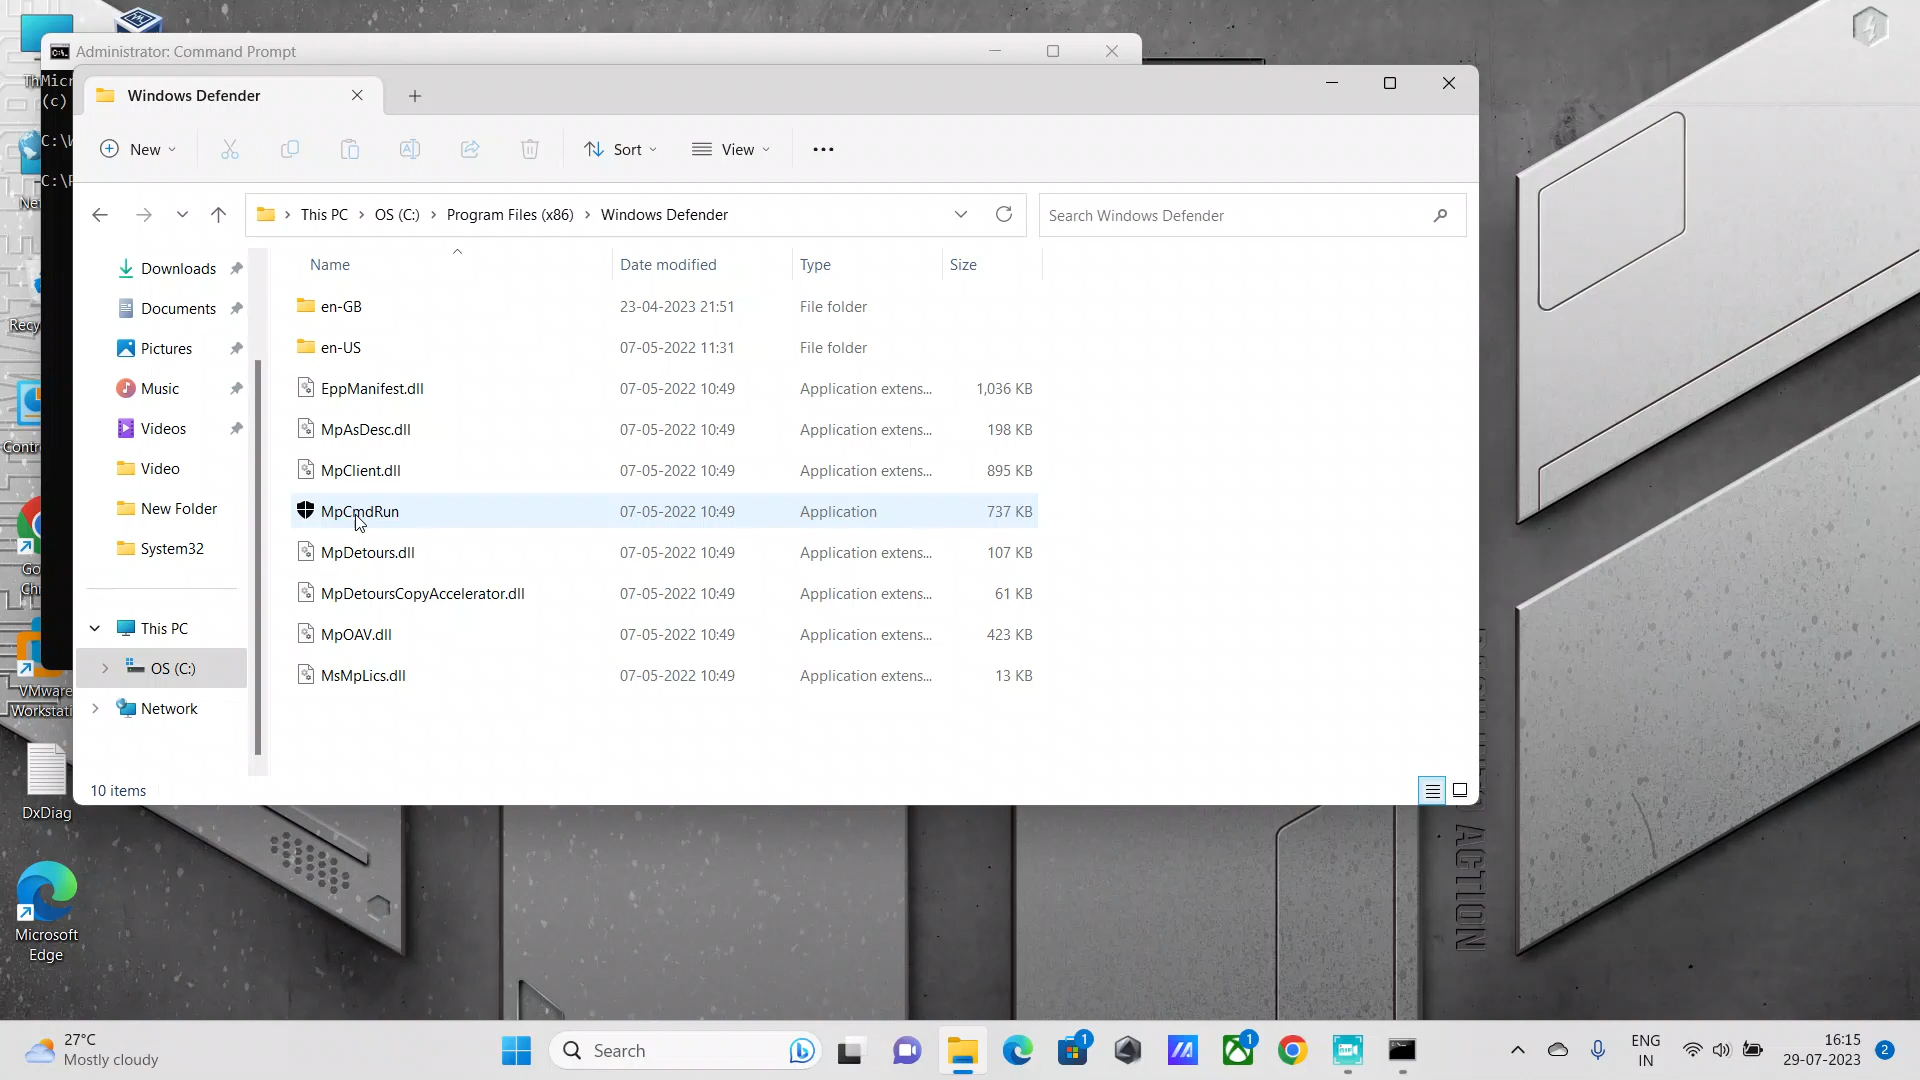 Administrator: Command Prompt
(c)
Windows Defender
New
Sort
View
This PC
OS (C:)
Program Files (x86)
Windows Defender
Search Windows Defender
Downloads
Documents
Pictures
Music
Videos
Video
New Folder
System32
This PC
OS (C:)
Network
Name
Date modified
Type
Size
en-GB
23-04-2023 21:51
File folder
en-US
07-05-2022 11:31
File folder
EppManifest.dll
07-05-2022 10:49
Application extens...
1,036 KB
MpAsDesc.dll
07-05-2022 10:49
Application extens...
198 KB
MpClient.dll
07-05-2022 10:49
Application extens...
895 KB
MpCmdRun
07-05-2022 10:49
Application
737 KB
MpDetours.dll
07-05-2022 10:49
Application extens...
107 KB
MpDetoursCopyAccelerator.dll
07-05-2022 10:49
Application extens...
61 KB
MpOAV.dll
07-05-2022 10:49
Application extens...
423 KB
MsMpLics.dll
07-05-2022 10:49
Application extens...
13 KB
10 items
VMware
Workstati
DxDiag
Microsoft
Edge
ACTION
27°C
Mostly cloudy
Search
1
1
ENG
IN
16:15
29-07-2023
2